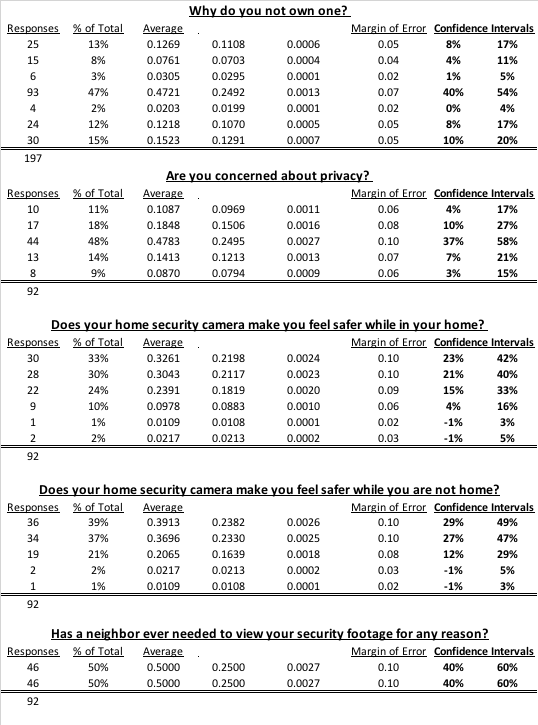 Why do you not own one?
Responses % of Total Average . Margin of Error Confidence Intervals
25 13% 0.1269 0.1108 0.0006 0.05 8% 17%
15 8% 0.0761 0.0703 0.0004 0.04 4% 11%
6 3% 0.0305 0.0295 0.0001 0.02 1% 5%
93 47% 0.4721 0.2492 0.0013 0.07 40% 54%
4 2% 0.0203 0.0199 0.0001 0.02 0% 4%
24 12% 0.1218 0.1070 0.0005 0.05 8% 17%
30 15% 0.1523 0.1291 0.0007 0.05 10% 20%
197
Are you concerned about privacy?
Responses % of Total Average . Margin of Error Confidence Intervals
10 11% 0.1087 0.0969 0.0011 0.06 4% 17%
17 18% 0.1848 0.1506 0.0016 0.08 10% 27%
44 48% 0.4783 0.2495 0.0027 0.10 37% 58%
13 14% 0.1413 0.1213 0.0013 0.07 7% 21%
8 9% 0.0870 0.0794 0.0009 0.06 3% 15%
92
Does your home security camera make you feel safer while in your home?
Responses % of Total Average . Margin of Error Confidence Intervals
30 33% 0.3261 0.2198 0.0024 0.10 23% 42%
28 30% 0.3043 0.2117 0.0023 0.10 21% 40%
22 24% 0.2391 0.1819 0.0020 0.09 15% 33%
9 10% 0.0978 0.0883 0.0010 0.06 4% 16%
1 1% 0.0109 0.0108 0.0001 0.02 -1% 3%
2 2% 0.0217 0.0213 0.0002 0.03 -1% 5%
92
Does your home security camera make you feel safer while you are not home?
Responses % of Total Average Margin of Error Confidence Intervals
36 39% 0.3913 0.2382 0.0026 0.10 29% 49%
34 37% 0.3696 0.2330 0.0025 0.10 27% 47%
19 21% 0.2065 0.1639 0.0018 0.08 12% 29%
2 2% 0.0217 0.0213 0.0002 0.03 -1% 5%
1 1% 0.0109 0.0108 0.0001 0.02 -1% 3%
92
Has a neighbor ever needed to view your security footage for any reason?
Responses % of Total Average . Margin of Error Confidence Intervals
46 50% 0.5000 0.2500 0.0027 0.10 40% 60%
46 50% 0.5000 0.2500 0.0027 0.10 40% 60%
92